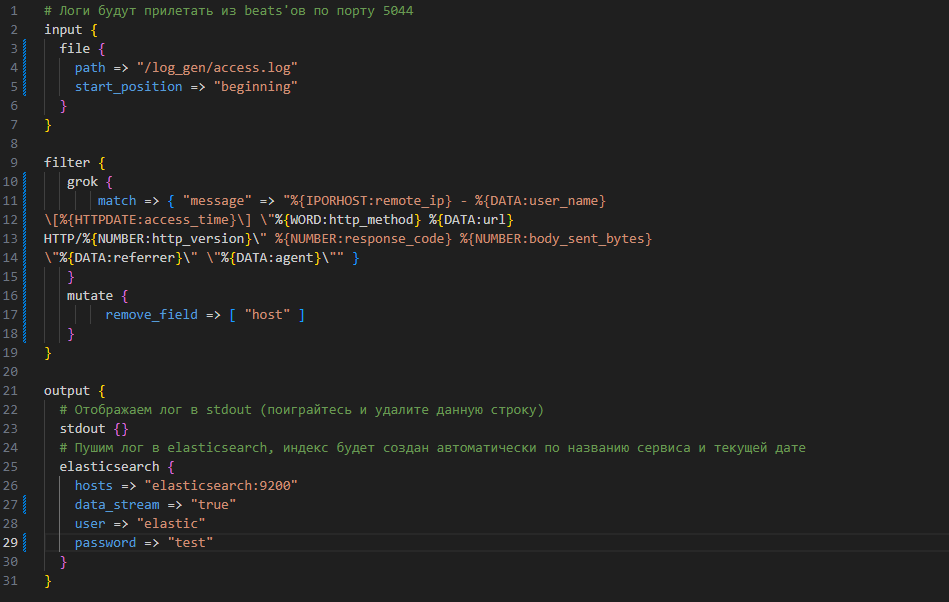 1 # Логи будут прилетать из beats'ов по порту 5044
2 input {
3   file {
4     path => "/log_gen/access.log"
5     start_position => "beginning"
6   }
7 }
8
9 filter {
10    grok {
11        match => { "message" => "%{IPORHOST:remote_ip} - %{DATA:user_name}
12 \[%{HTTPDATE:access_time}\] \"%{WORD:http_method} %{DATA:url}
13 HTTP/%{NUMBER:http_version}\" %{NUMBER:response_code} %{NUMBER:body_sent_bytes}
14 \"%{DATA:referrer}\" \"%{DATA:agent}\"" }
15    }
16    mutate {
17         remove_field => [ "host" ]
18    }
19 }
20
21 output {
22   # Отображаем лог в stdout (поиграйтесь и удалите данную строку)
23   stdout {}
24   # Пушим лог в elasticsearch, индекс будет создан автоматически по названию сервиса и текущей дате
25   elasticsearch {
26     hosts => "elasticsearch:9200"
27     data_stream => "true"
28     user => "elastic"
29     password => "test"
30   }
31 }